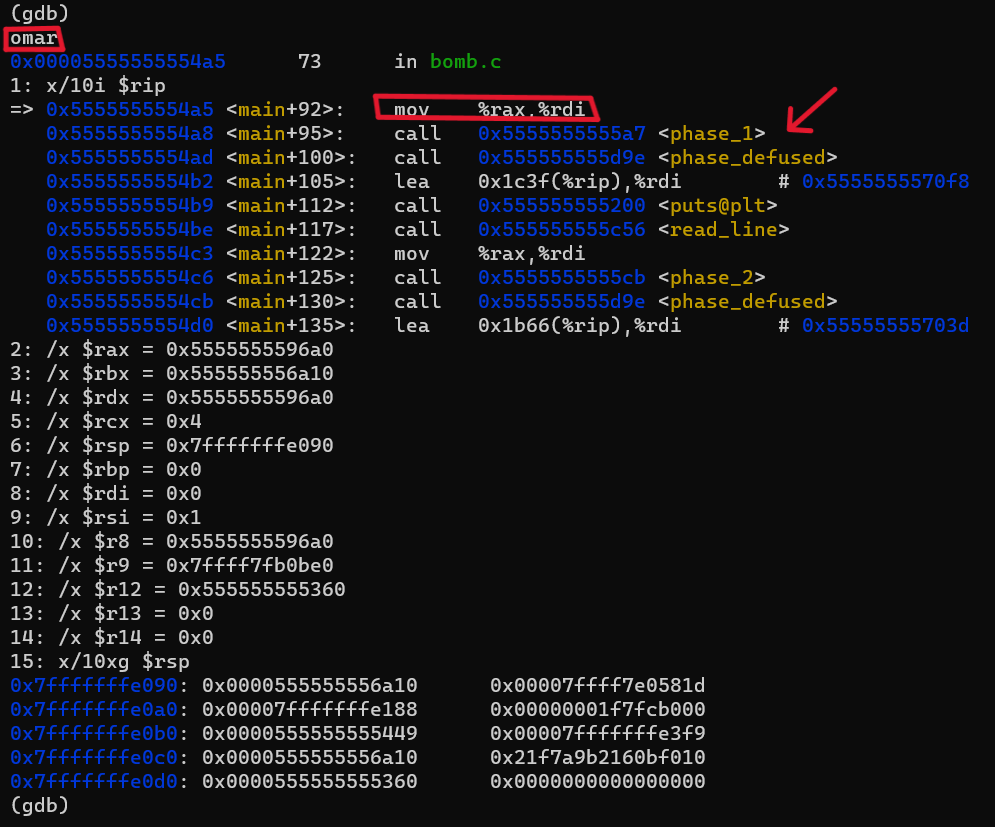 (gdb)
omar
0x00005555555554a5      73      in bomb.c
1: x/10i $rip
=> 0x5555555554a5 <main+92>:    mov    %rax,%rdi
   0x5555555554a8 <main+95>:    call   0x5555555555a7 <phase_1>
   0x5555555554ad <main+100>:   call   0x555555555d9e <phase_defused>
   0x5555555554b2 <main+105>:   lea    0x1c3f(%rip),%rdi        # 0x5555555570f8
   0x5555555554b9 <main+112>:   call   0x555555555200 <puts@plt>
   0x5555555554be <main+117>:   call   0x555555555c56 <read_line>
   0x5555555554c3 <main+122>:   mov    %rax,%rdi
   0x5555555554c6 <main+125>:   call   0x5555555555cb <phase_2>
   0x5555555554cb <main+130>:   call   0x555555555d9e <phase_defused>
   0x5555555554d0 <main+135>:   lea    0x1b66(%rip),%rdi        # 0x55555555703d
2: /x $rax = 0x5555555596a0
3: /x $rbx = 0x555555556a10
4: /x $rdx = 0x5555555596a0
5: /x $rcx = 0x4
6: /x $rsp = 0x7fffffffe090
7: /x $rbp = 0x0
8: /x $rdi = 0x0
9: /x $rsi = 0x1
10: /x $r8 = 0x5555555596a0
11: /x $r9 = 0x7ffff7fb0be0
12: /x $r12 = 0x555555555360
13: /x $r13 = 0x0
14: /x $r14 = 0x0
15: x/10xg $rsp
0x7fffffffe090: 0x0000555555556a10      0x00007ffff7e0581d
0x7fffffffe0a0: 0x00007fffffffe188      0x00000001f7fcb000
0x7fffffffe0b0: 0x0000555555555449      0x00007fffffffe3f9
0x7fffffffe0c0: 0x0000555555556a10      0x21f7a9b2160bf010
0x7fffffffe0d0: 0x0000555555555360      0x0000000000000000
(gdb)